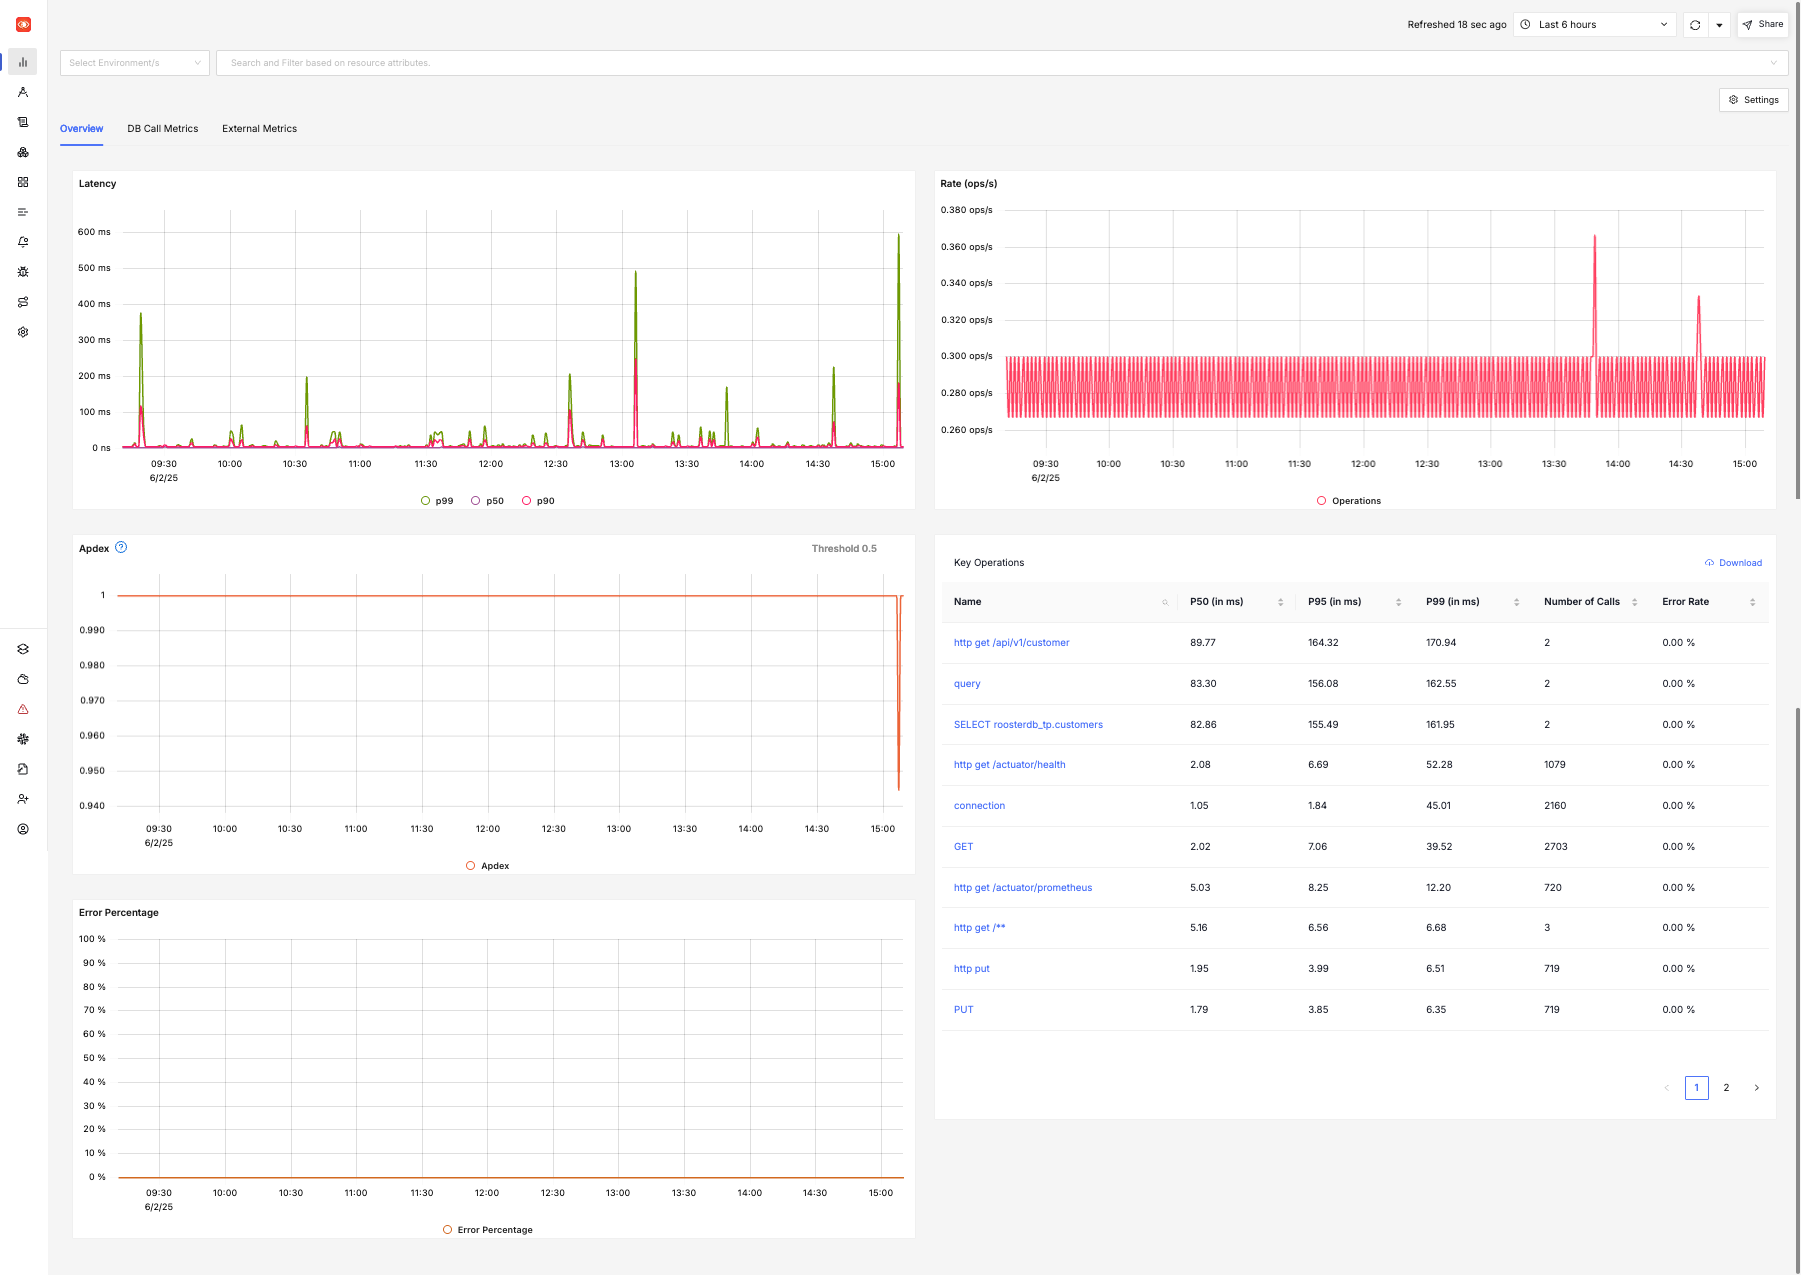 Refreshed 18 sec ago
Last 6 hours
Share
Select Environment/s
Search and Filter based on resource attributes.
Settings
Overview
DB Call Metrics
External Metrics
Latency
600 ms
500 ms
400 ms
300 ms
200 ms
100 ms
0 ns
09:30 10:00 10:30 11:00 11:30 12:00 12:30 13:00 13:30 14:00 14:30 15:00
6/2/25
p99 p50 p90
Rate (ops/s)
0.380 ops/s
0.360 ops/s
0.340 ops/s
0.320 ops/s
0.300 ops/s
0.280 ops/s
0.260 ops/s
09:30 10:00 10:30 11:00 11:30 12:00 12:30 13:00 13:30 14:00 14:30 15:00
6/2/25
Operations
Apdex ?
Threshold 0.5
1
0.990
0.980
0.970
0.960
0.950
0.940
09:30 10:00 10:30 11:00 11:30 12:00 12:30 13:00 13:30 14:00 14:30 15:00
6/2/25
Apdex
Key Operations
Download
Name P50 (in ms) P95 (in ms) P99 (in ms) Number of Calls Error Rate
http get /api/v1/customer 89.77 164.32 170.94 2 0.00 %
query 83.30 156.08 162.55 2 0.00 %
SELECT roosterdb_tp.customers 82.86 155.49 161.95 2 0.00 %
http get /actuator/health 2.08 6.69 52.28 1079 0.00 %
connection 1.05 1.84 45.01 2160 0.00 %
GET 2.02 7.06 39.52 2703 0.00 %
http get /actuator/prometheus 5.03 8.25 12.20 720 0.00 %
http get /** 5.16 6.56 6.68 3 0.00 %
http put 1.95 3.99 6.51 719 0.00 %
PUT 1.79 3.85 6.35 719 0.00 %
1 2
Error Percentage
100 %
90 %
80 %
70 %
60 %
50 %
40 %
30 %
20 %
10 %
0 %
09:30 10:00 10:30 11:00 11:30 12:00 12:30 13:00 13:30 14:00 14:30 15:00
6/2/25
Error Percentage